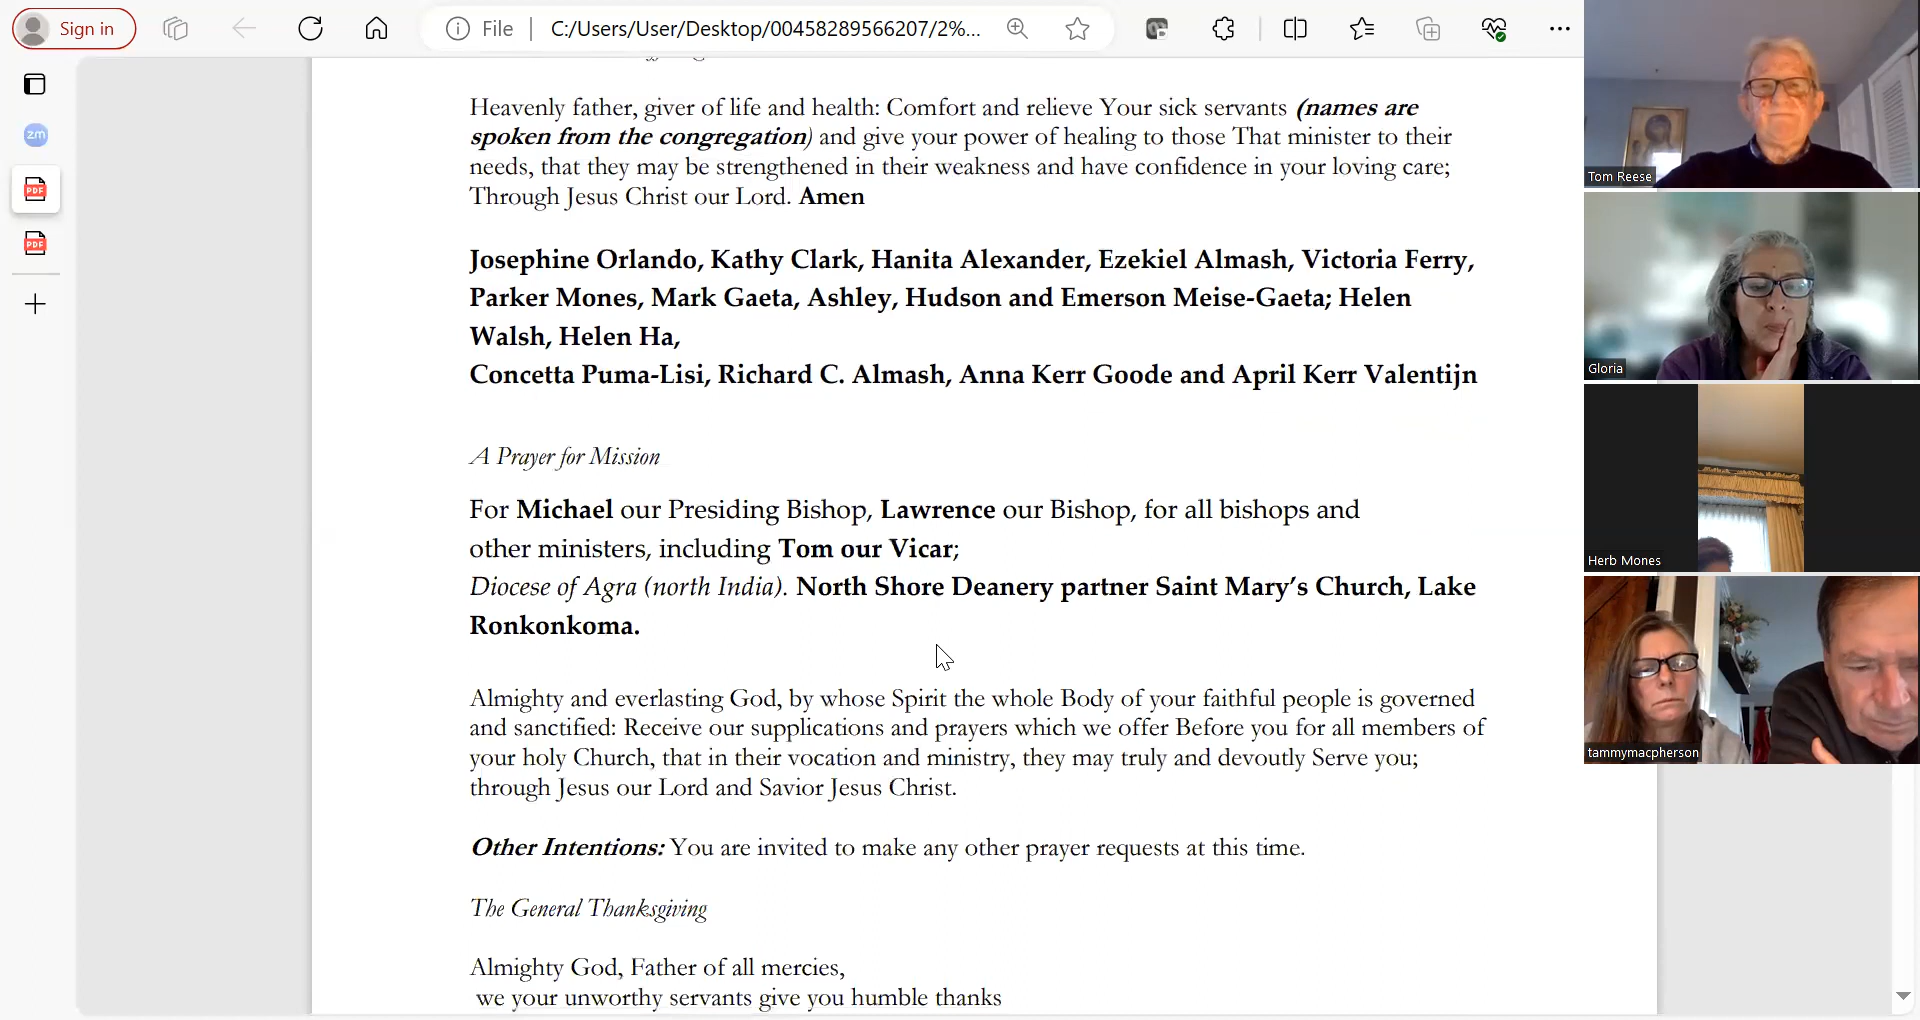 Sign in
File
C:/Users/User/Desktop/00458289566207/2%...
zm
PDF
PDF
Heavenly father, giver of life and health: Comfort and relieve Your sick servants (names are
spoken from the congregation) and give your power of healing to those That minister to their
needs, that they may be strengthened in their weakness and have confidence in your loving care;
Through Jesus Christ our Lord. Amen
Josephine Orlando, Kathy Clark, Hanita Alexander, Ezekiel Almash, Victoria Ferry,
Parker Mones, Mark Gaeta, Ashley, Hudson and Emerson Meise-Gaeta; Helen
Walsh, Helen Ha,
Concetta Puma-Lisi, Richard C. Almash, Anna Kerr Goode and April Kerr Valentijn
A Prayer for Mission
For Michael our Presiding Bishop, Lawrence our Bishop, for all bishops and
other ministers, including Tom our Vicar;
Diocese of Agra (north India). North Shore Deanery partner Saint Mary’s Church, Lake
Ronkonkoma.
Almighty and everlasting God, by whose Spirit the whole Body of your faithful people is governed
and sanctified: Receive our supplications and prayers which we offer Before you for all members of
your holy Church, that in their vocation and ministry, they may truly and devoutly Serve you;
through Jesus our Lord and Savior Jesus Christ.
Other Intentions: You are invited to make any other prayer requests at this time.
The General Thanksgiving
Almighty God, Father of all mercies,
we your unworthy servants give you humble thanks
Tom Reese
Gloria
Herb Mones
tammymacpherson